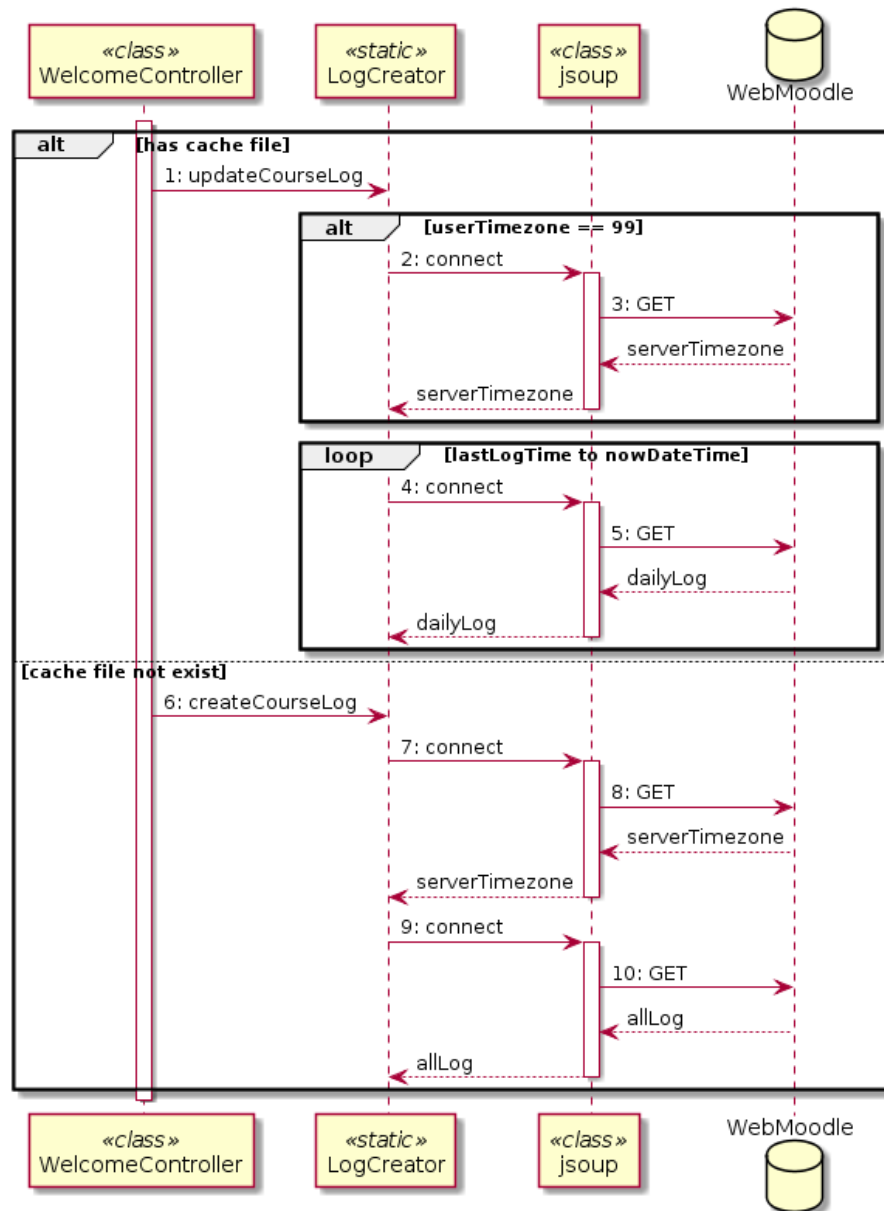 «class»
WelcomeController
«static»
LogCreator
«class»
jsoup
WebMoodle
alt [has cache file]
1: updateCourseLog
alt [userTimezone == 99]
2: connect
3: GET
serverTimezone
serverTimezone
loop [lastLogTime to nowDateTime]
4: connect
5: GET
dailyLog
dailyLog
[cache file not exist]
6: createCourseLog
7: connect
8: GET
serverTimezone
serverTimezone
9: connect
10: GET
allLog
allLog
«class»
WelcomeController
«static»
LogCreator
«class»
jsoup
WebMoodle